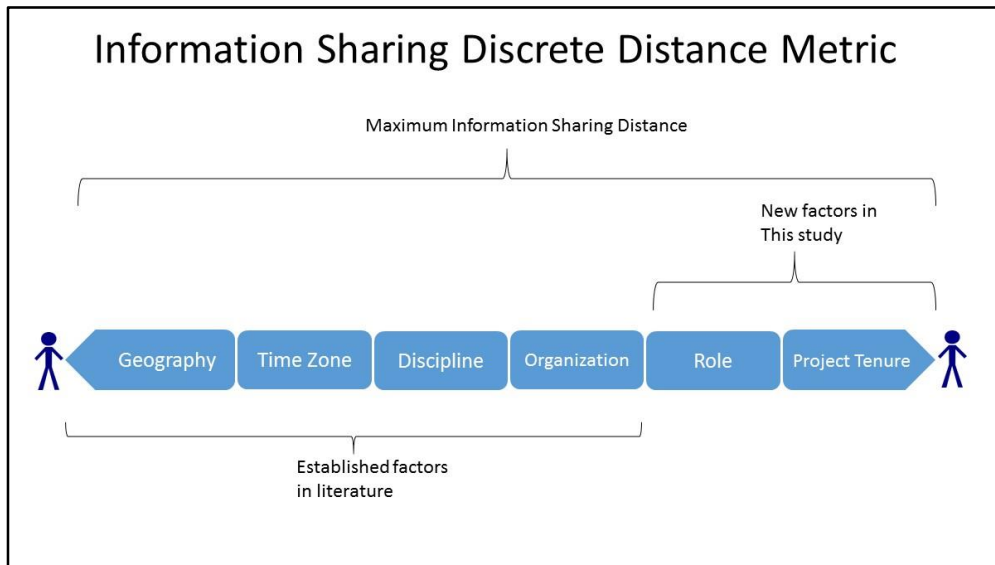 Information Sharing Discrete Distance Metric
Maximum Information Sharing Distance
New factors in
This study
Geography
Time Zone
Discipline
Organization
Role
Project Tenure
Established factors
in literature